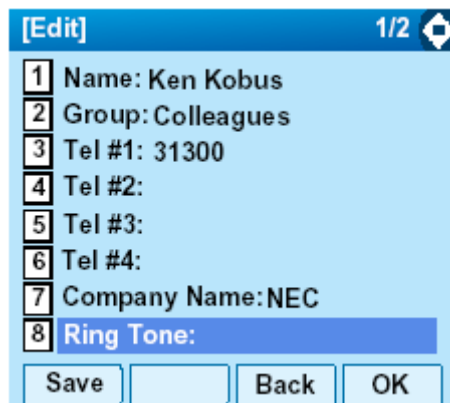 [Edit] 1/2
1 Name: Ken Kobus
2 Group: Colleagues
3 Tel #1: 31300
4 Tel #2:
5 Tel #3:
6 Tel #4:
7 Company Name: NEC
8 Ring Tone:
Save Back OK